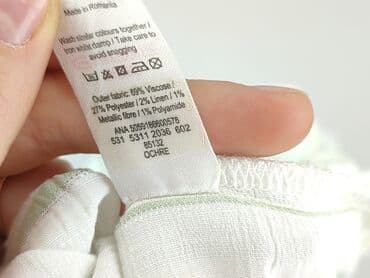 Made in Romania
Wash similar colours together /
Iron whilst damp / Take care to
avoid snagging
Outer fabric: 69% Viscose /
27% Polyester / 2% Linen / 1%
Metallic fibre / 1% Polyamide
ANA 5059186600578
531 5311 2036 602
85132
OCHRE